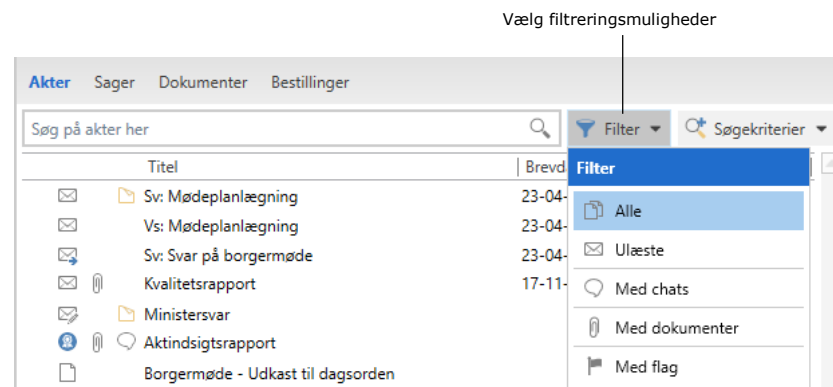 Vælg filtreringsmuligheder
Akter Sager Dokumenter Bestillinger
Søg på akter her Filter Søgekriterier
Titel Brevd Filter
Sv: Mødeplanlægning 23-04- Alle
Vs: Mødeplanlægning 23-04-
Sv: Svar på borgermøde 23-04- Ulæste
Kvalitetsrapport 17-11- Med chats
Ministersvar
Aktindsigtsrapport Med dokumenter
Borgermøde - Udkast til dagsorden Med flag